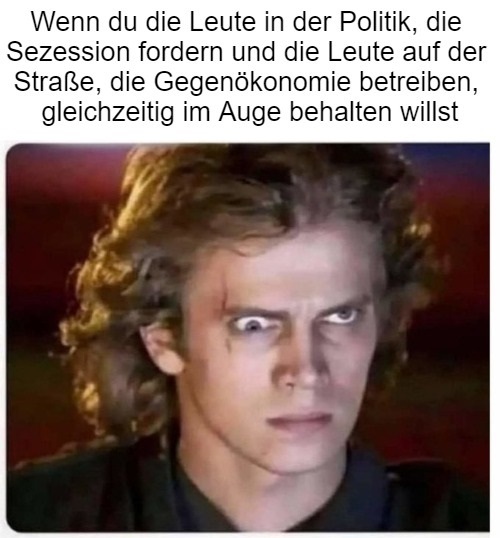 Wenn du die Leute in der Politik, die
Sezession fordern und die Leute auf der
Straße, die Gegenökonomie betreiben,
gleichzeitig im Auge behalten willst